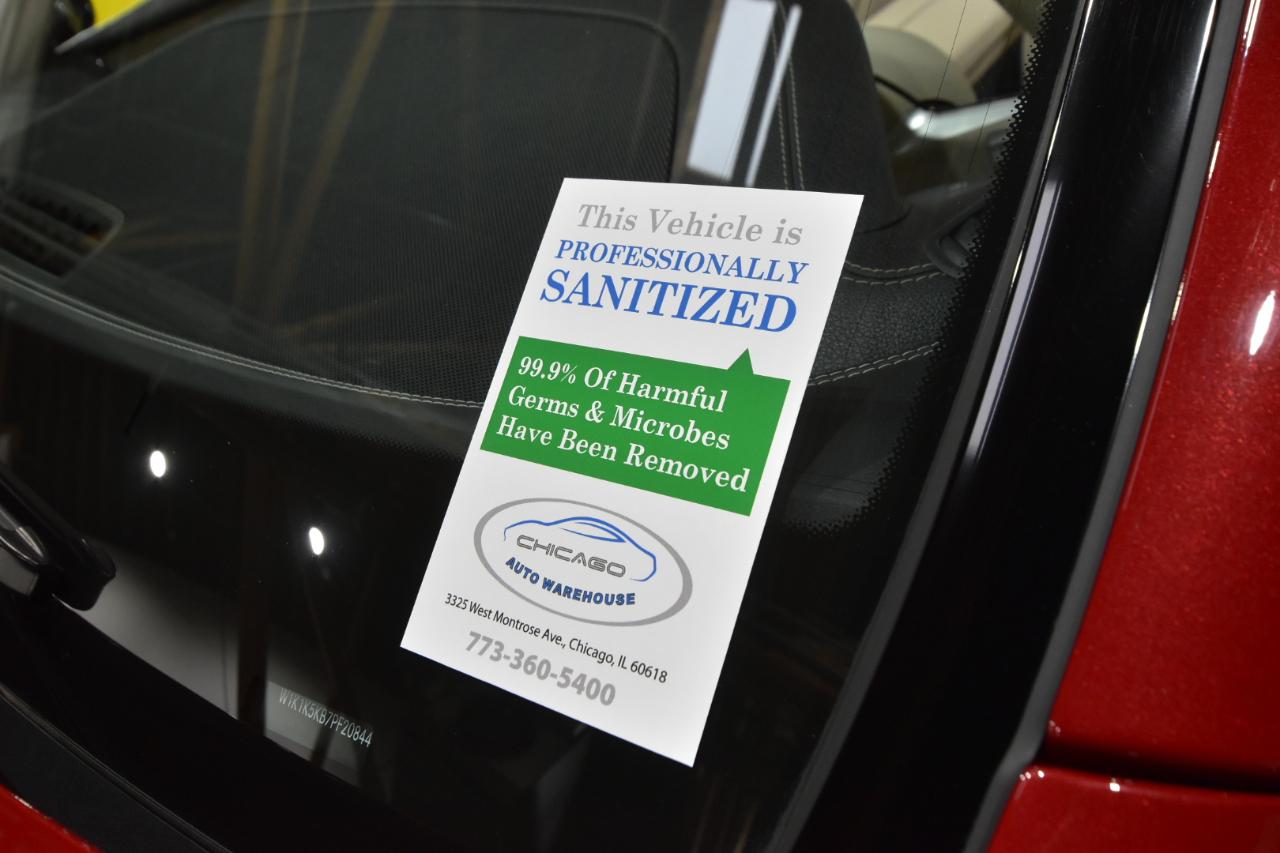 This Vehicle is
PROFESSIONALLY
SANITIZED
99.9% Of Harmful
Germs & Microbes
Have Been Removed
CHICAGO
AUTO WAREHOUSE
3325 West Montrose Ave., Chicago, IL 60618
773-360-5400
W1K1K5KB7PF20844